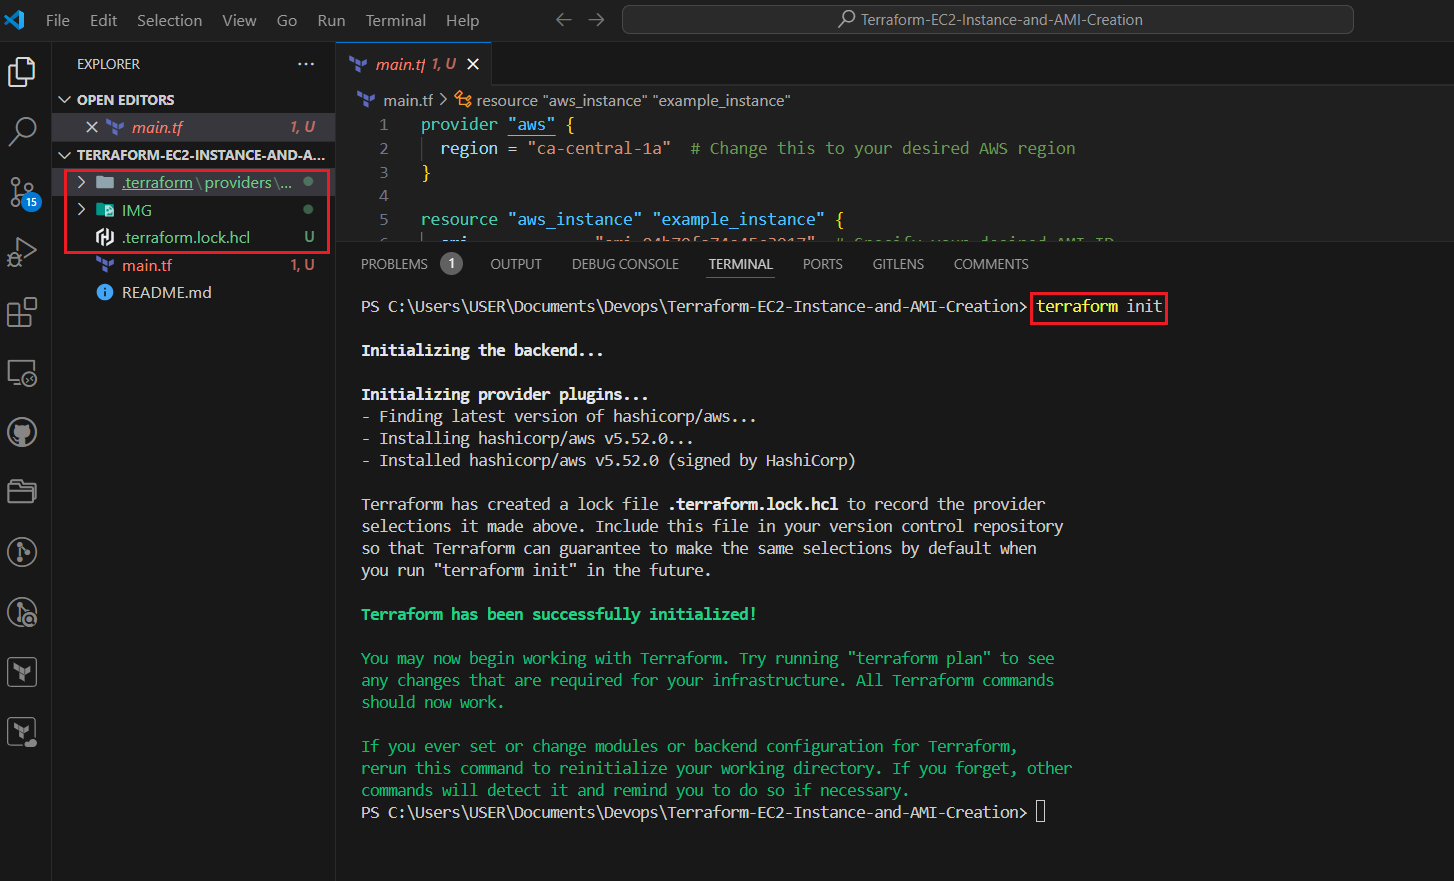 File Edit Selection View Go Run Terminal Help
Terraform-EC2-Instance-and-AMI-Creation
EXPLORER
OPEN EDITORS
main.tf 1, U
TERRAFORM-EC2-INSTANCE-AND-A...
.terraform\providers\...
IMG
.terraform.lock.hcl U
main.tf 1, U
README.md
15
main.tf 1, U
main.tf > resource "aws_instance" "example_instance"
1 provider "aws" {
2 region = "ca-central-1a" # Change this to your desired AWS region
3 }
4
5 resource "aws_instance" "example_instance" {
PROBLEMS 1 OUTPUT DEBUG CONSOLE TERMINAL PORTS GITLENS COMMENTS
PS C:\Users\USER\Documents\Devops\Terraform-EC2-Instance-and-AMI-Creation> terraform init
Initializing the backend...
Initializing provider plugins...
- Finding latest version of hashicorp/aws...
- Installing hashicorp/aws v5.52.0...
- Installed hashicorp/aws v5.52.0 (signed by HashiCorp)
Terraform has created a lock file .terraform.lock.hcl to record the provider
selections it made above. Include this file in your version control repository
so that Terraform can guarantee to make the same selections by default when
you run "terraform init" in the future.
Terraform has been successfully initialized!
You may now begin working with Terraform. Try running "terraform plan" to see
any changes that are required for your infrastructure. All Terraform commands
should now work.
If you ever set or change modules or backend configuration for Terraform,
rerun this command to reinitialize your working directory. If you forget, other
commands will detect it and remind you to do so if necessary.
PS C:\Users\USER\Documents\Devops\Terraform-EC2-Instance-and-AMI-Creation>